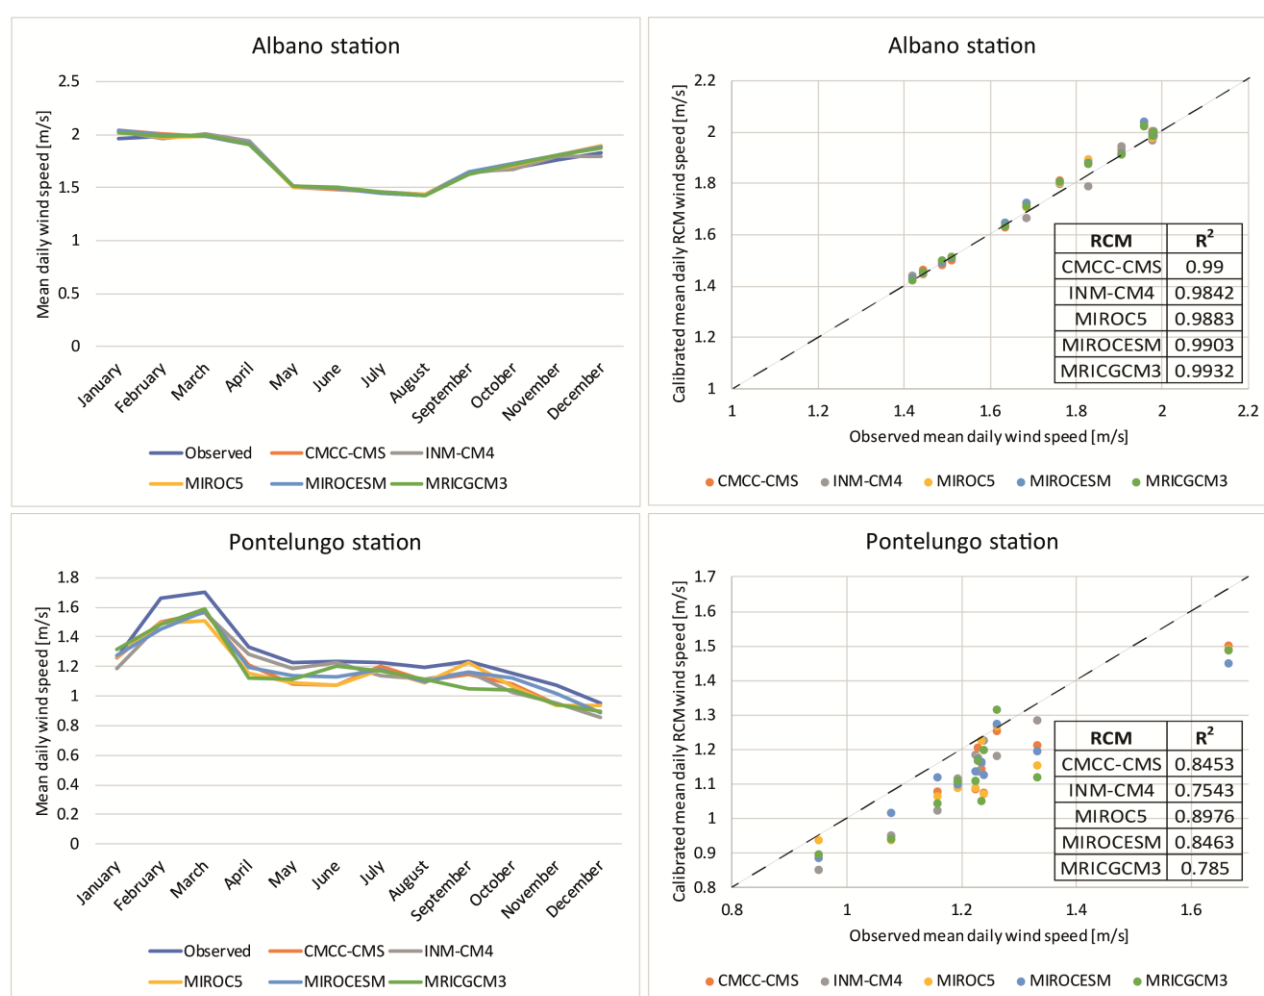 Albano station
Mean daily wind speed [m/s]
2.5
2
1.5
1
0.5
0
January
February
March
April
May
June
July
August
September
October
November
December
Observed CMCC-CMS INM-CM4
MIROC5 MIROCESM MRICGCM3
Albano station
Calibrated mean daily RCM wind speed [m/s]
2.2
2
1.8
1.6
1.4
1.2
1
RCM R²
CMCC-CMS 0.99
INM-CM4 0.9842
MIROC5 0.9883
MIROCESM 0.9903
MRICGCM3 0.9932
1 1.2 1.4 1.6 1.8 2 2.2
Observed mean daily wind speed [m/s]
CMCC-CMS INM-CM4 MIROC5 MIROCESM MRICGCM3
Pontelungo station
Mean daily wind speed [m/s]
1.8
1.6
1.4
1.2
1
0.8
0.6
0.4
0.2
0
January
February
March
April
May
June
July
August
September
October
November
December
Observed CMCC-CMS INM-CM4
MIROC5 MIROCESM MRICGCM3
Pontelungo station
Calibrated mean daily RCM wind speed [m/s]
1.7
1.6
1.5
1.4
1.3
1.2
1.1
1
0.9
0.8
RCM R²
CMCC-CMS 0.8453
INM-CM4 0.7543
MIROC5 0.8976
MIROCESM 0.8463
MRICGCM3 0.785
0.8 1 1.2 1.4 1.6
Observed mean daily wind speed [m/s]
CMCC-CMS INM-CM4 MIROC5 MIROCESM MRICGCM3